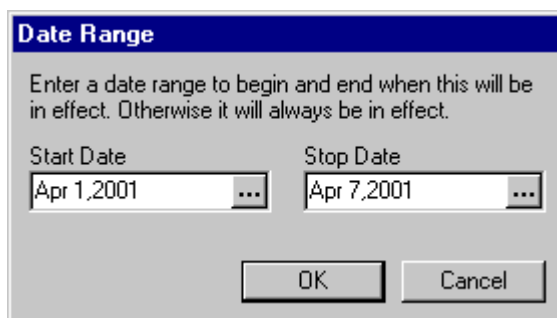 Date Range
Enter a date range to begin and end when this will be
in effect. Otherwise it will always be in effect.
Start Date Stop Date
Apr 1,2001 ... Apr 7,2001 ...
OK Cancel